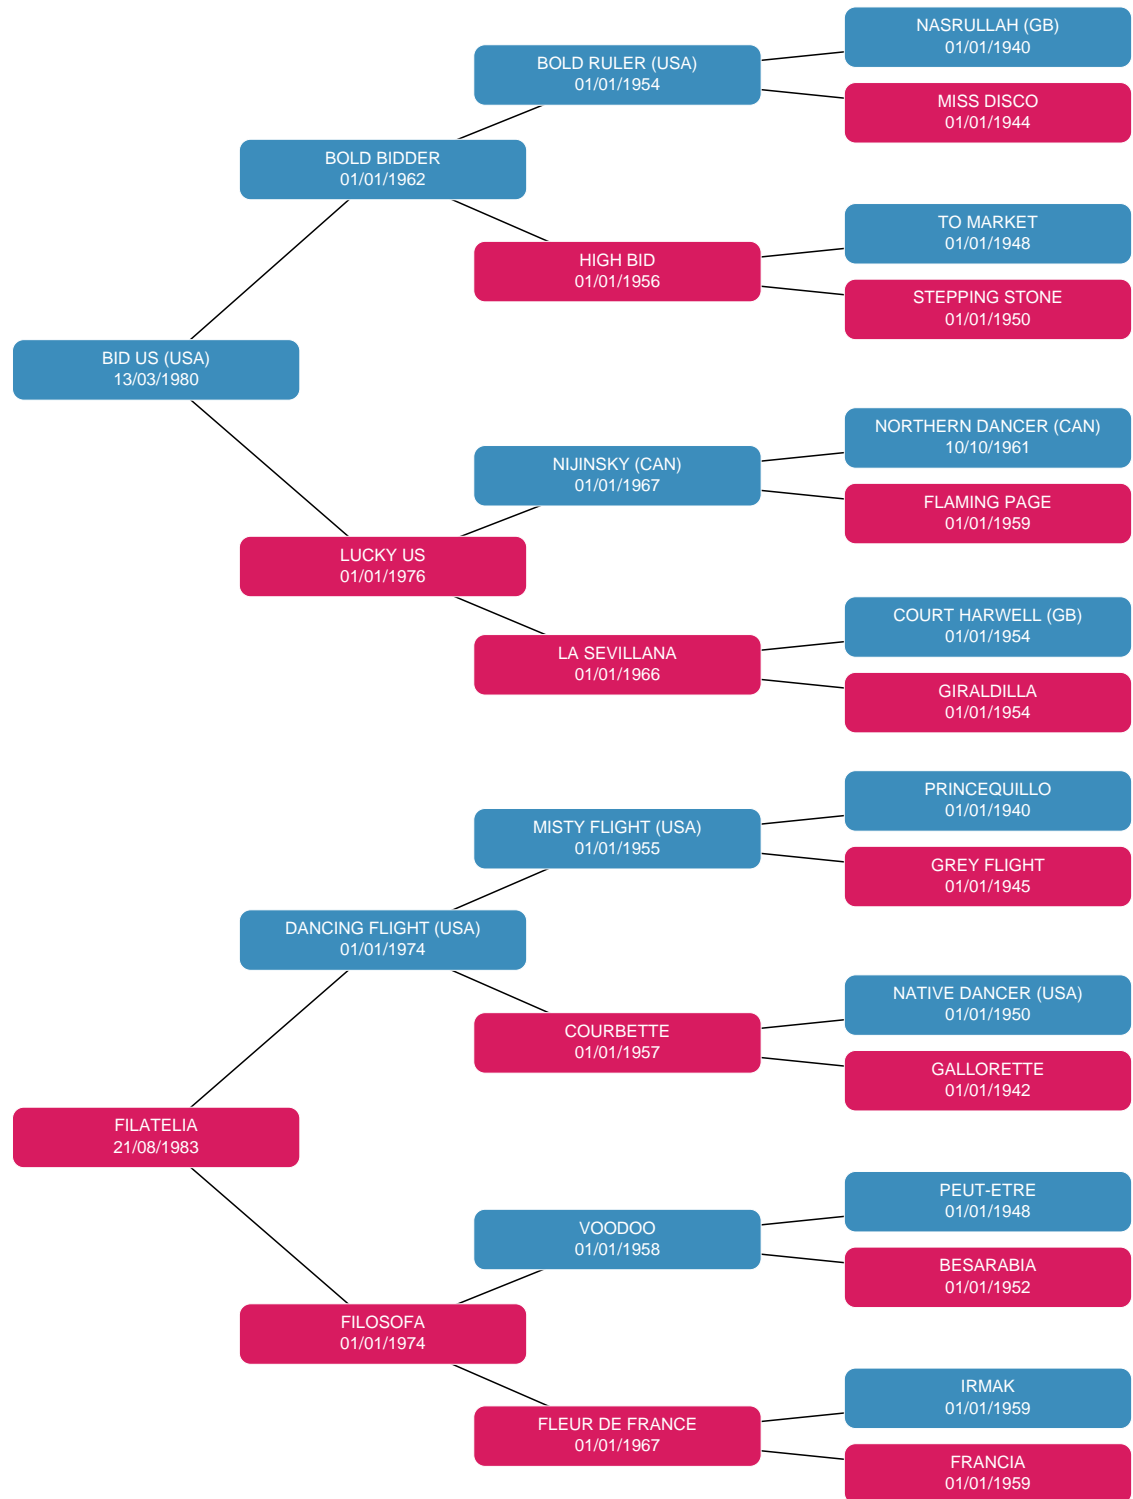 NASRULLAH (GB)
01/01/1940
BOLD RULER (USA)
01/01/1954
MISS DISCO
01/01/1944
BOLD BIDDER
01/01/1962
TO MARKET
01/01/1948
HIGH BID
01/01/1956
STEPPING STONE
01/01/1950
BID US (USA)
13/03/1980
NORTHERN DANCER (CAN)
10/10/1961
NIJINSKY (CAN)
01/01/1967
FLAMING PAGE
01/01/1959
LUCKY US
01/01/1976
COURT HARWELL (GB)
01/01/1954
LA SEVILLANA
01/01/1966
GIRALDILLA
01/01/1954
PRINCEQUILLO
01/01/1940
MISTY FLIGHT (USA)
01/01/1955
GREY FLIGHT
01/01/1945
DANCING FLIGHT (USA)
01/01/1974
NATIVE DANCER (USA)
01/01/1950
COURBETTE
01/01/1957
GALLORETTE
01/01/1942
FILATELIA
21/08/1983
PEUT-ETRE
01/01/1948
VOODOO
01/01/1958
BESARABIA
01/01/1952
FILOSOFA
01/01/1974
IRMAK
01/01/1959
FLEUR DE FRANCE
01/01/1967
FRANCIA
01/01/1959